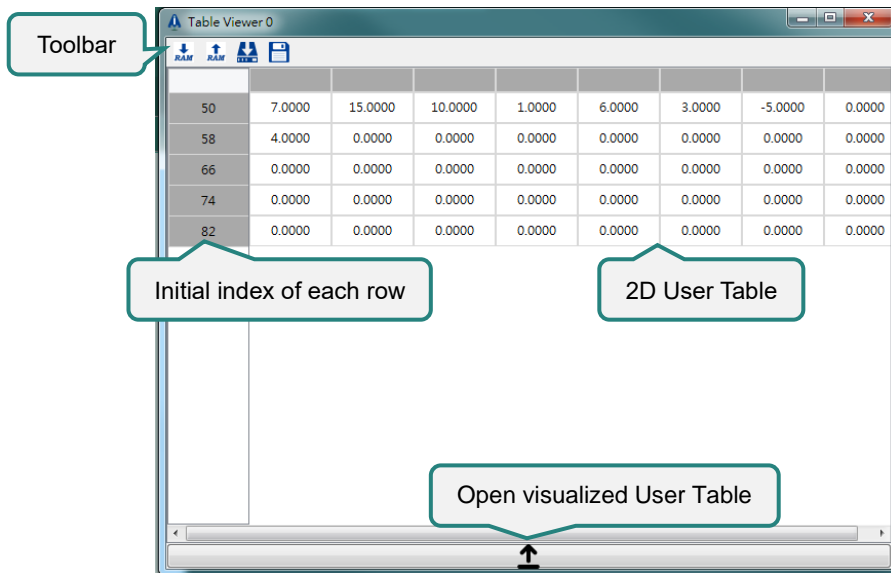 Table Viewer 0
Toolbar
RAM RAM
50 7.0000 15.0000 10.0000 1.0000 6.0000 3.0000 -5.0000 0.0000
58 4.0000 0.0000 0.0000 0.0000 0.0000 0.0000 0.0000 0.0000
66 0.0000 0.0000 0.0000 0.0000 0.0000 0.0000 0.0000 0.0000
74 0.0000 0.0000 0.0000 0.0000 0.0000 0.0000 0.0000 0.0000
82 0.0000 0.0000 0.0000 0.0000 0.0000 0.0000 0.0000 0.0000
Initial index of each row
2D User Table
Open visualized User Table